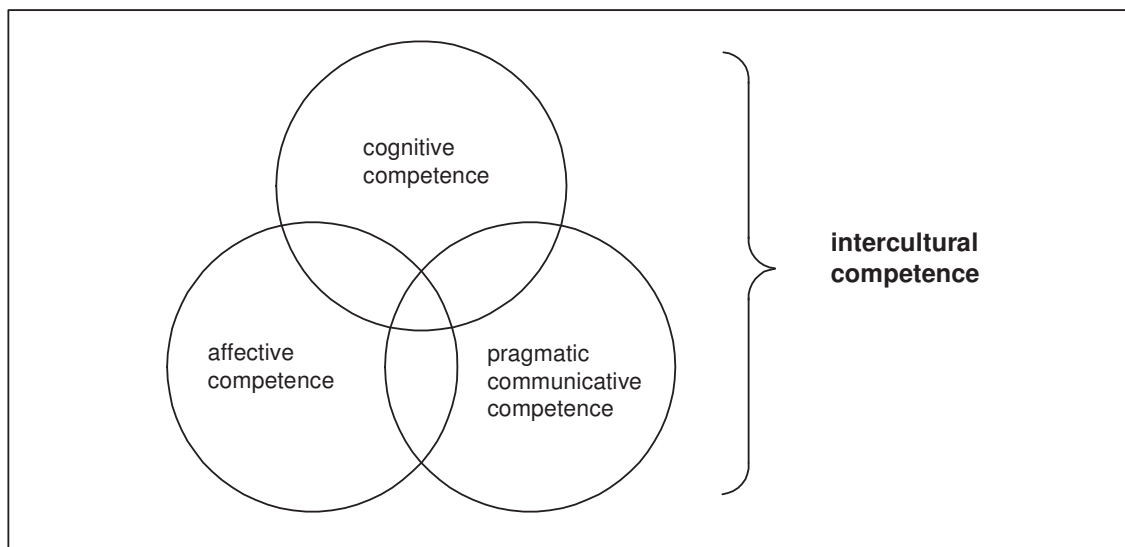 cognitive
competence
affective
competence
pragmatic
communicative
competence
intercultural
competence